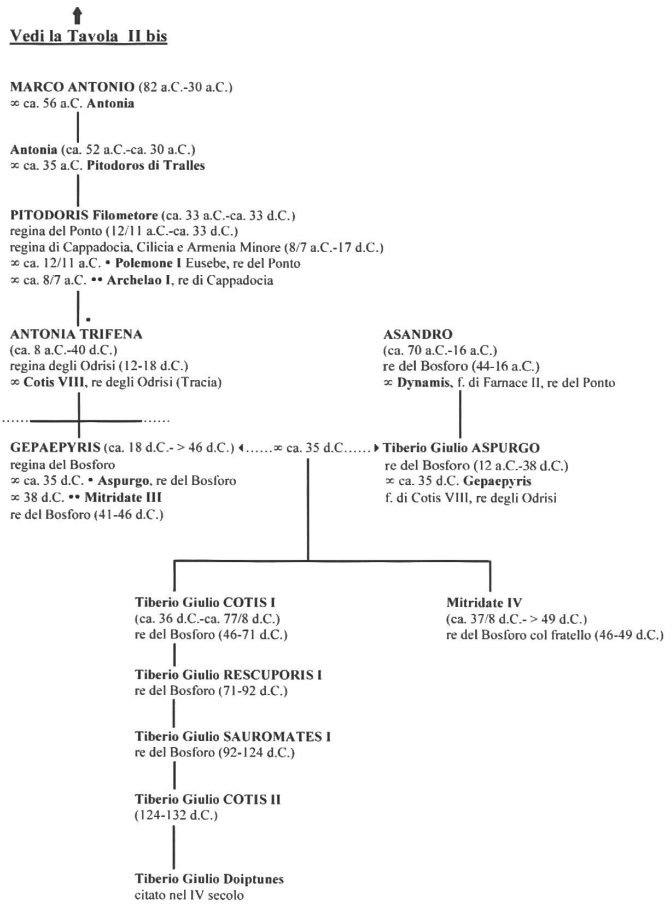 Vedi la Tavola II bis
MARCO ANTONIO (82 a.C.-30 a.C.)
∞ ca. 56 a.C. Antonia
Antonia (ca. 52 a.C.-ca. 30 a.C.)
∞ ca. 35 a.C. Pitodoros di Tralles
PITODORIS Filometore (ca. 33 a.C.-ca. 33 d.C.)
regina del Ponto (12/11 a.C.-ca. 33 d.C.)
regina di Cappadocia, Cilicia e Armenia Minore (8/7 a.C.-17 d.C.)
∞ ca. 12/11 a.C. • Polemone I Eusebe, re del Ponto
∞ ca. 8/7 a.C. •• Archelao I, re di Cappadocia
•
ANTONIA TRIFENA
(ca. 8 a.C.-40 d.C.)
regina degli Odrisi (12-18 d.C.)
∞ Cotis VIII, re degli Odrisi (Tracia)
ASANDRO
(ca. 70 a.C.-16 a.C.)
re del Bosforo (44-16 a.C.)
∞ Dynamis, f. di Farnace II, re del Ponto
GEPAEPYRIS (ca. 18 d.C.- > 46 d.C.) ◄......∞ ca. 35 d.C......► Tiberio Giulio ASPURGO
regina del Bosforo
∞ ca. 35 d.C. • Aspurgo, re del Bosforo
∞ 38 d.C. •• Mitridate III
re del Bosforo (41-46 d.C.)
re del Bosforo (12 a.C.-38 d.C.)
∞ ca. 35 d.C. Gepaepyris
f. di Cotis VIII, re degli Odrisi
Tiberio Giulio COTIS I
(ca. 36 d.C.-ca. 77/8 d.C.)
re del Bosforo (46-71 d.C.)
Mitridate IV
(ca. 37/8 d.C.- > 49 d.C.)
re del Bosforo col fratello (46-49 d.C.)
Tiberio Giulio RESCUPORIS I
re del Bosforo (71-92 d.C.)
Tiberio Giulio SAUROMATES I
re del Bosforo (92-124 d.C.)
Tiberio Giulio COTIS II
(124-132 d.C.)
Tiberio Giulio Doiptunes
citato nel IV secolo